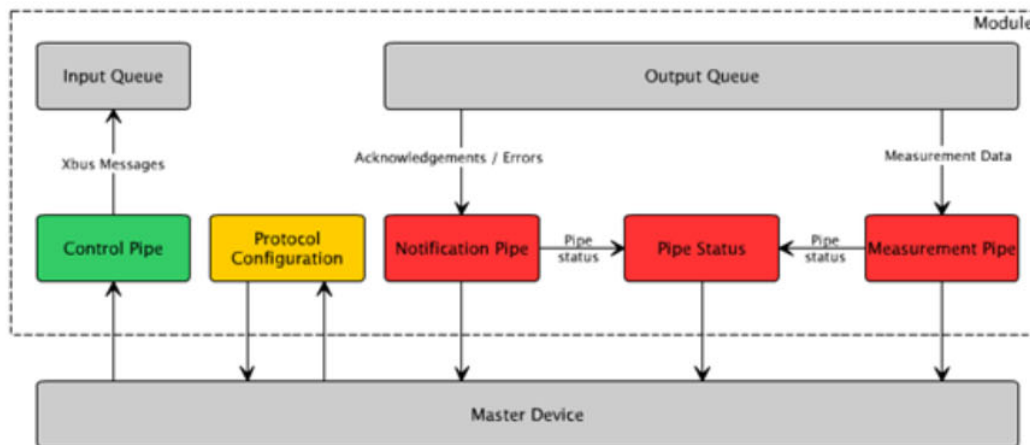 Module
Input Queue
Output Queue
Xbus Messages
Acknowledgements / Errors
Measurement Data
Control Pipe
Protocol
Configuration
Notification Pipe
Pipe
status
Pipe Status
Pipe
status
Measurement Pipe
Master Device